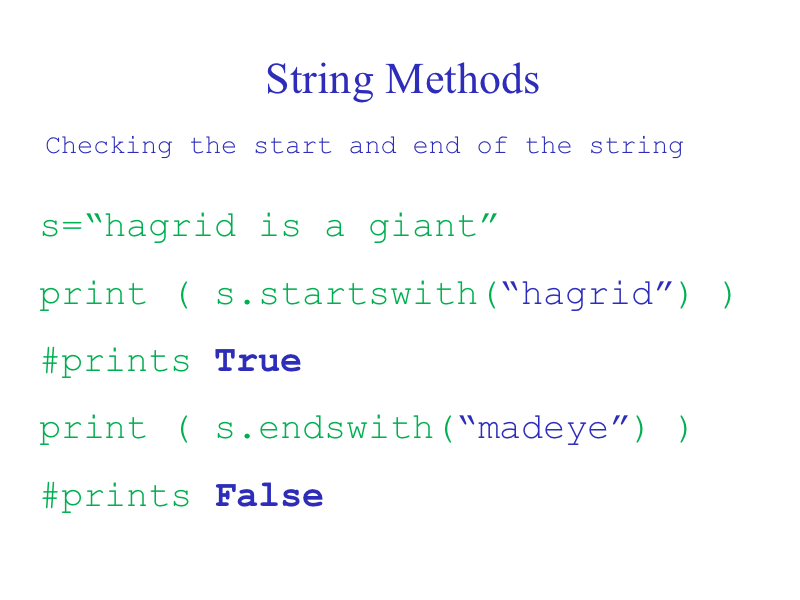 String Methods
Checking the start and end of the string
s=“hagrid is a giant”
print ( s.startswith(“hagrid”) )
#prints True
print ( s.endswith(“madeye”) )
#prints False